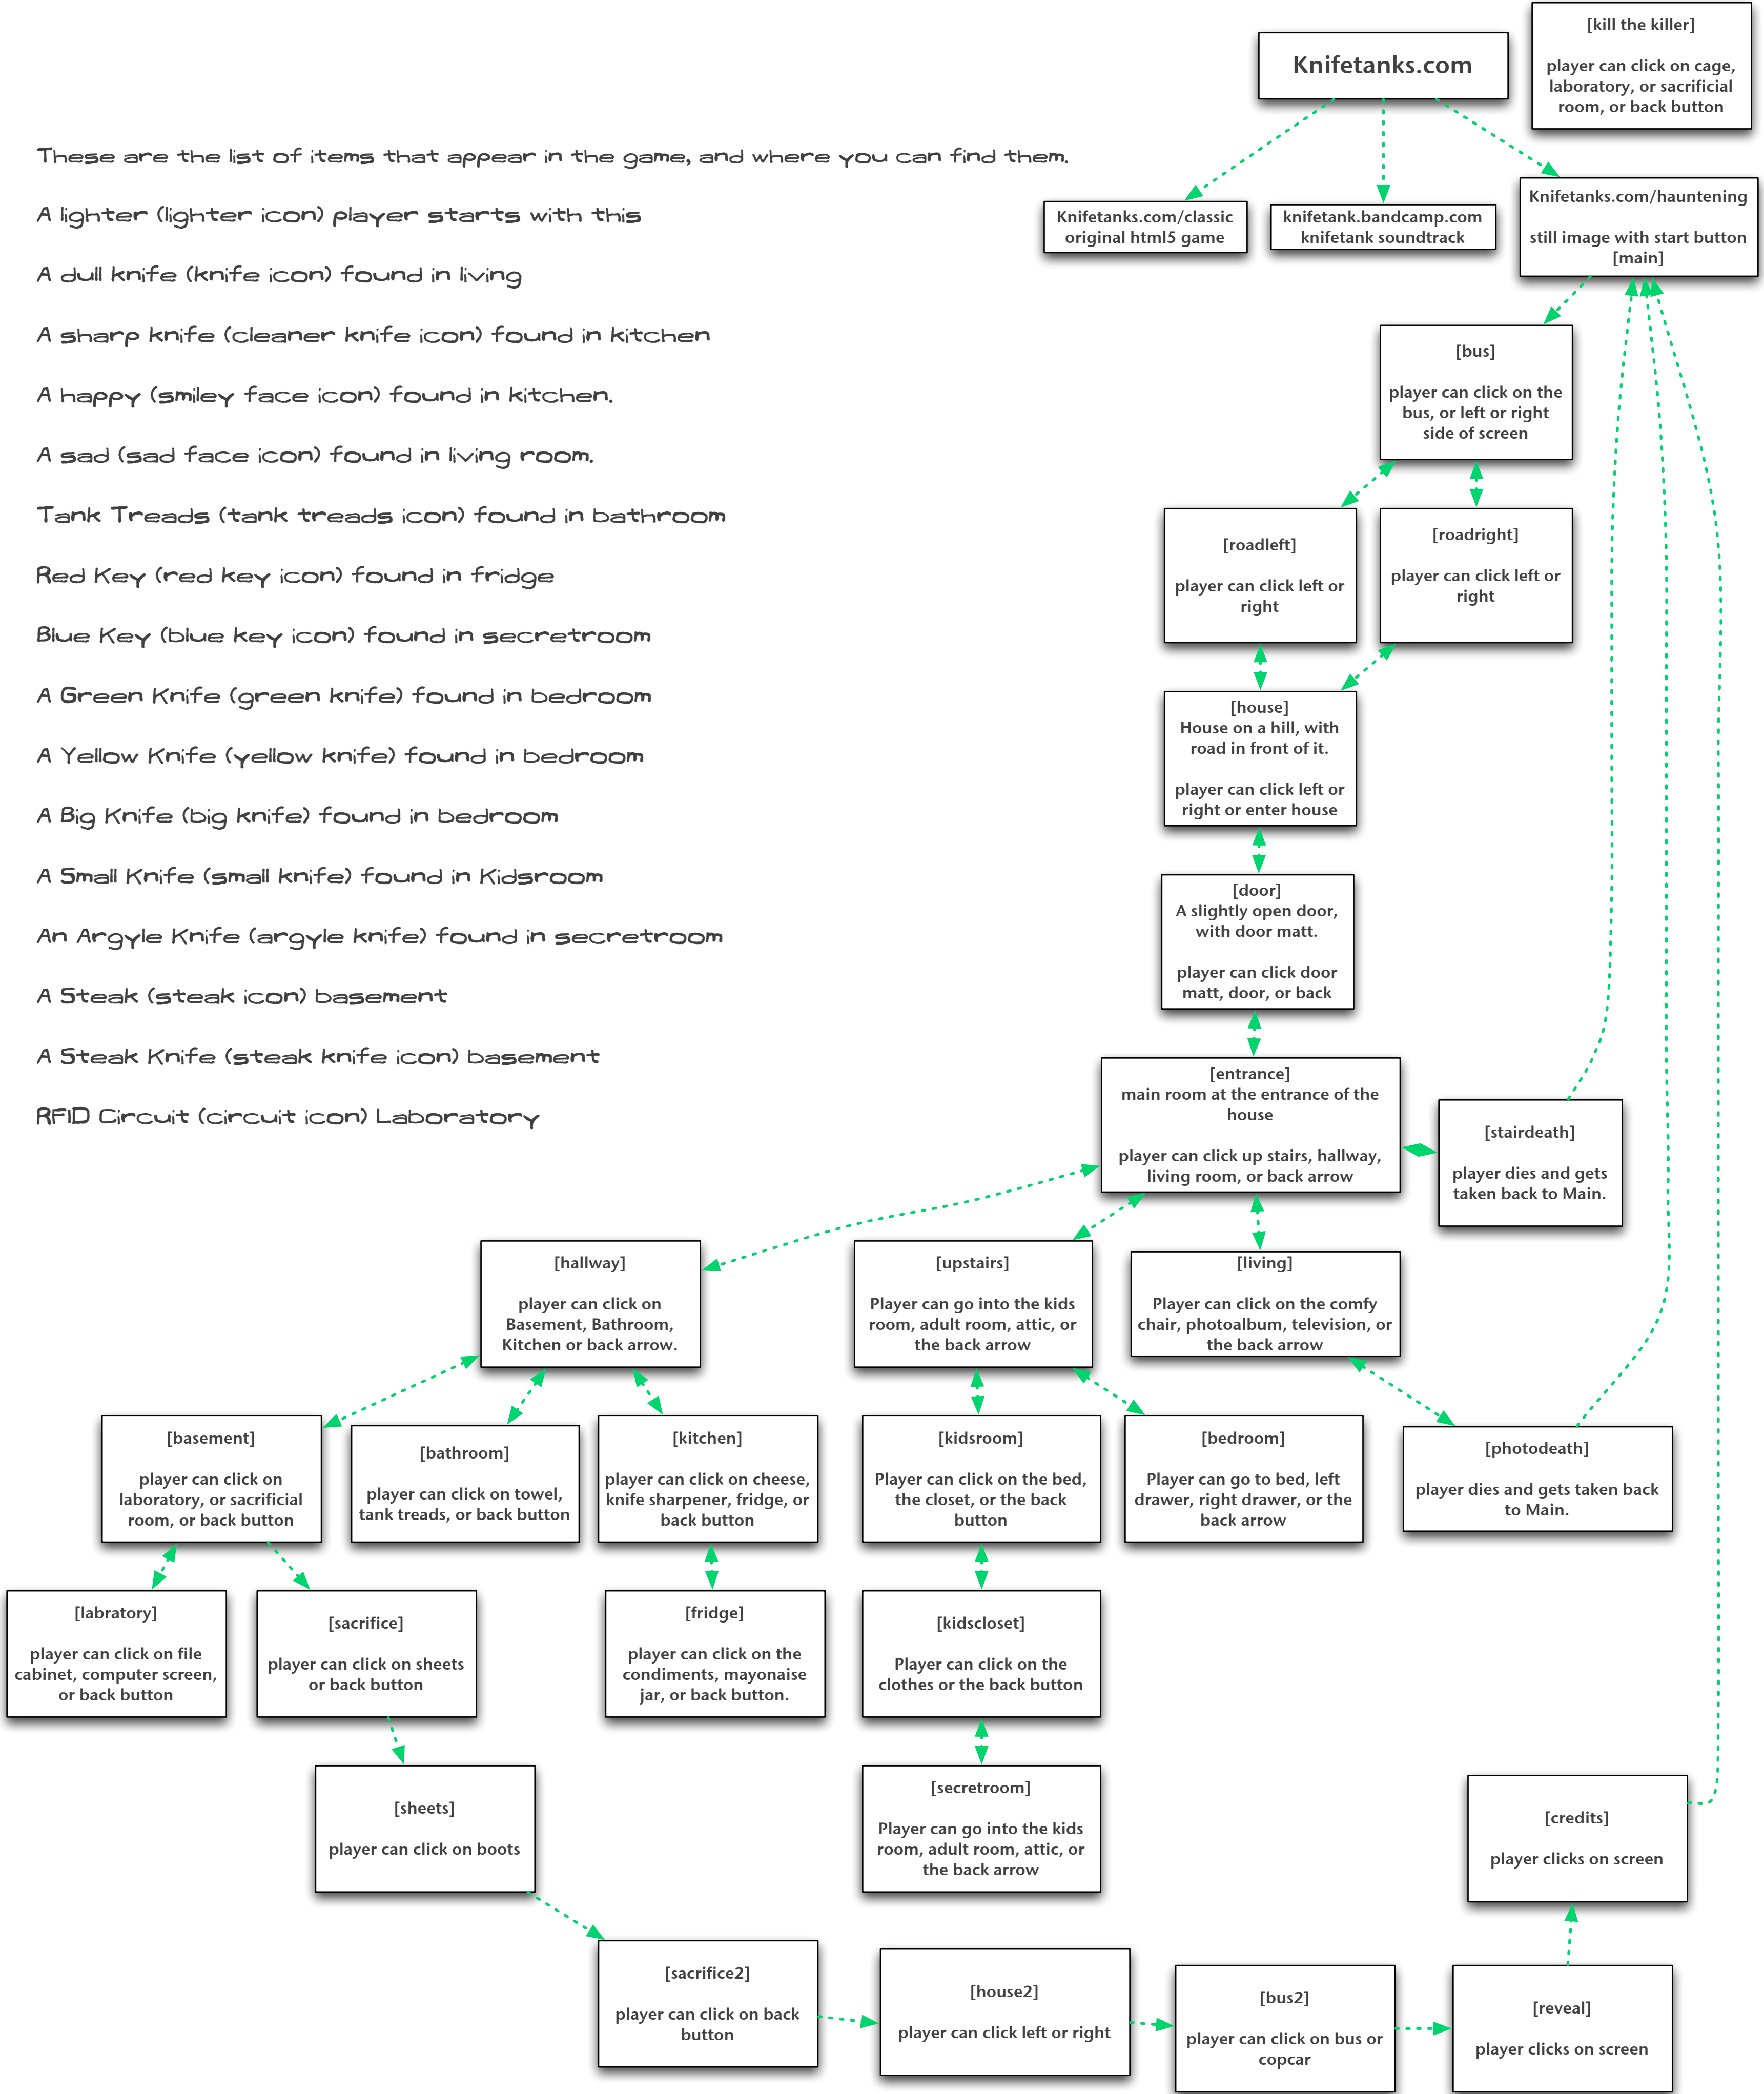 Knifetanks.com
[kill the killer]
player can click on cage,
laboratory, or sacrificial
room, or back button
These are the list of items that appear in the game, and where you can find them.
A lighter (lighter icon) player starts with this
A dull knife (knife icon) found in living
A sharp knife (cleaner knife icon) found in kitchen
A happy (smiley face icon) found in kitchen.
A sad (sad face icon) found in living room.
Tank Treads (tank treads icon) found in bathroom
Red Key (red key icon) found in fridge
Blue Key (blue key icon) found in secretroom
A Green Knife (green knife) found in bedroom
A Yellow Knife (yellow knife) found in bedroom
A Big Knife (big knife) found in bedroom
A Small Knife (small knife) found in Kidsroom
An Argyle Knife (argyle knife) found in secretroom
A Steak (steak icon) basement
A Steak Knife (steak knife icon) basement
RFID Circuit (circuit icon) Laboratory
Knifetanks.com/classic
original html5 game
knifetank.bandcamp.com
knifetank soundtrack
Knifetanks.com/hauntening
still image with start button
[main]
[bus]
player can click on the
bus, or left or right
side of screen
[roadleft]
player can click left or
right
[roadright]
player can click left or
right
[house]
House on a hill, with
road in front of it.
player can click left or
right or enter house
[door]
A slightly open door,
with door matt.
player can click door
matt, door, or back
[entrance]
main room at the entrance of the
house
player can click up stairs, hallway,
living room, or back arrow
[stairdeath]
player dies and gets
taken back to Main.
[hallway]
player can click on
Basement, Bathroom,
Kitchen or back arrow.
[upstairs]
Player can go into the kids
room, adult room, attic, or
the back arrow
[living]
Player can click on the comfy
chair, photoalbum, television, or
the back arrow
[basement]
player can click on
laboratory, or sacrificial
room, or back button
[bathroom]
player can click on towel,
tank treads, or back button
[kitchen]
player can click on cheese,
knife sharpener, fridge, or
back button
[kidsroom]
Player can click on the bed,
the closet, or the back
button
[bedroom]
Player can go to bed, left
drawer, right drawer, or the
back arrow
[photodeath]
player dies and gets taken back
to Main.
[labratory]
player can click on file
cabinet, computer screen,
or back button
[sacrifice]
player can click on sheets
or back button
[fridge]
player can click on the
condiments, mayonaise
jar, or back button.
[kidscloset]
Player can click on the
clothes or the back button
[sheets]
player can click on boots
[secretroom]
Player can go into the kids
room, adult room, attic, or
the back arrow
[credits]
player clicks on screen
[sacrifice2]
player can click on back
button
[house2]
player can click left or right
[bus2]
player can click on bus or
copcar
[reveal]
player clicks on screen